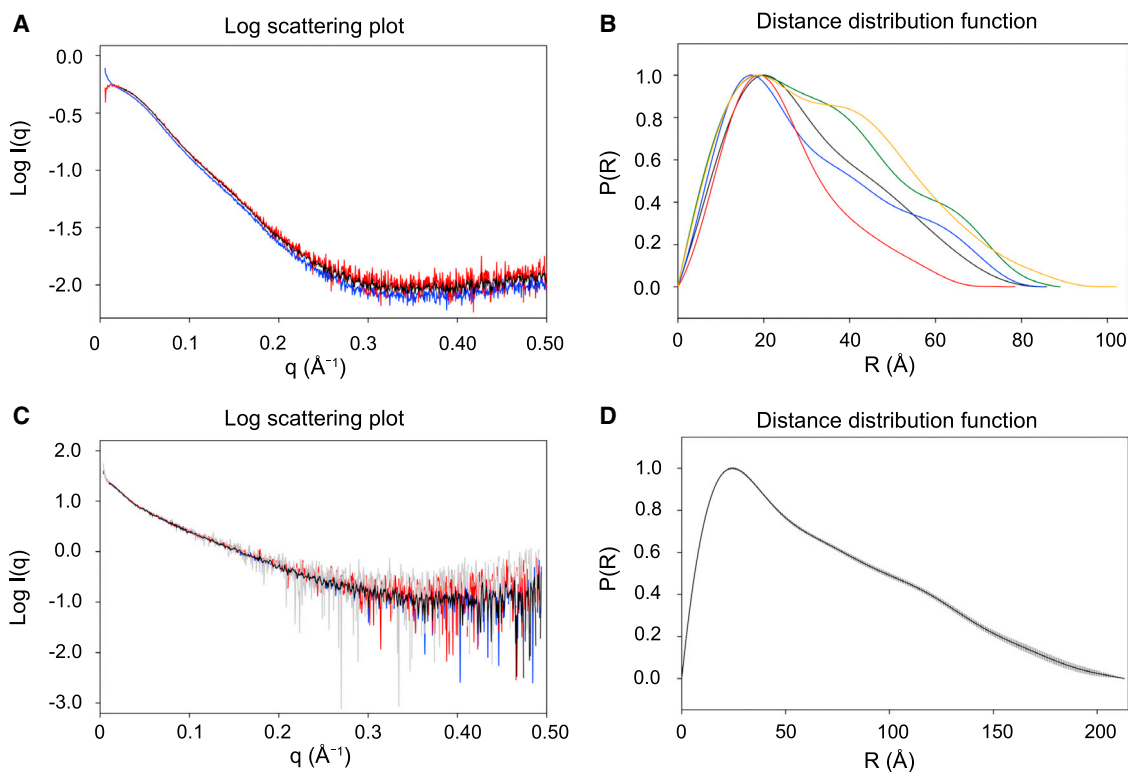 A
Log scattering plot
0.0
-0.5
-1.0
-1.5
-2.0
Log I(q)
0 0.1 0.2 0.3 0.4 0.50
q (Å⁻¹)
B
Distance distribution function
1.0
0.8
0.6
0.4
0.2
0.0
P(R)
0 20 40 60 80 100
R (Å)
C
Log scattering plot
2.0
1.0
0.0
-1.0
-2.0
-3.0
Log I(q)
0 0.1 0.2 0.3 0.40 0.50
q (Å⁻¹)
D
Distance distribution function
1.0
0.8
0.6
0.4
0.2
0.0
P(R)
0 50 100 150 200
R (Å)